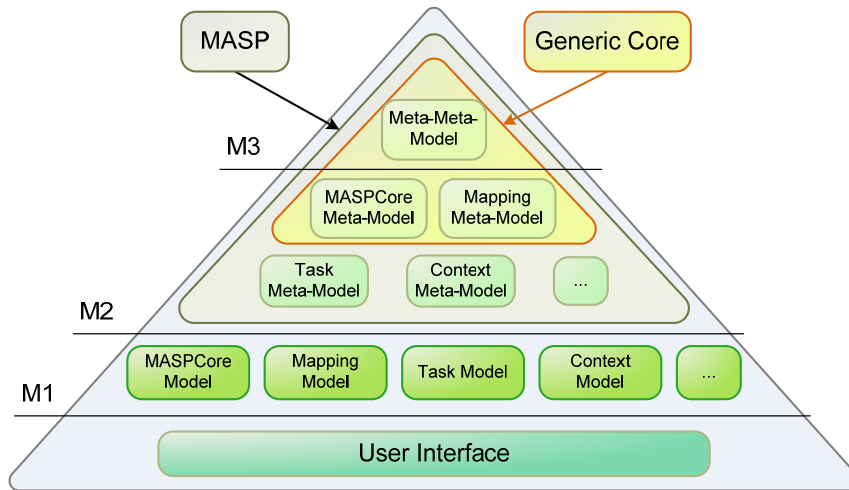 MASP
Generic Core
Meta-Meta-
Model
M3
MASPCore
Meta-Model
Mapping
Meta-Model
Task
Meta-Model
Context
Meta-Model
...
M2
MASPCore
Model
Mapping
Model
Task Model
Context
Model
...
M1
User Interface